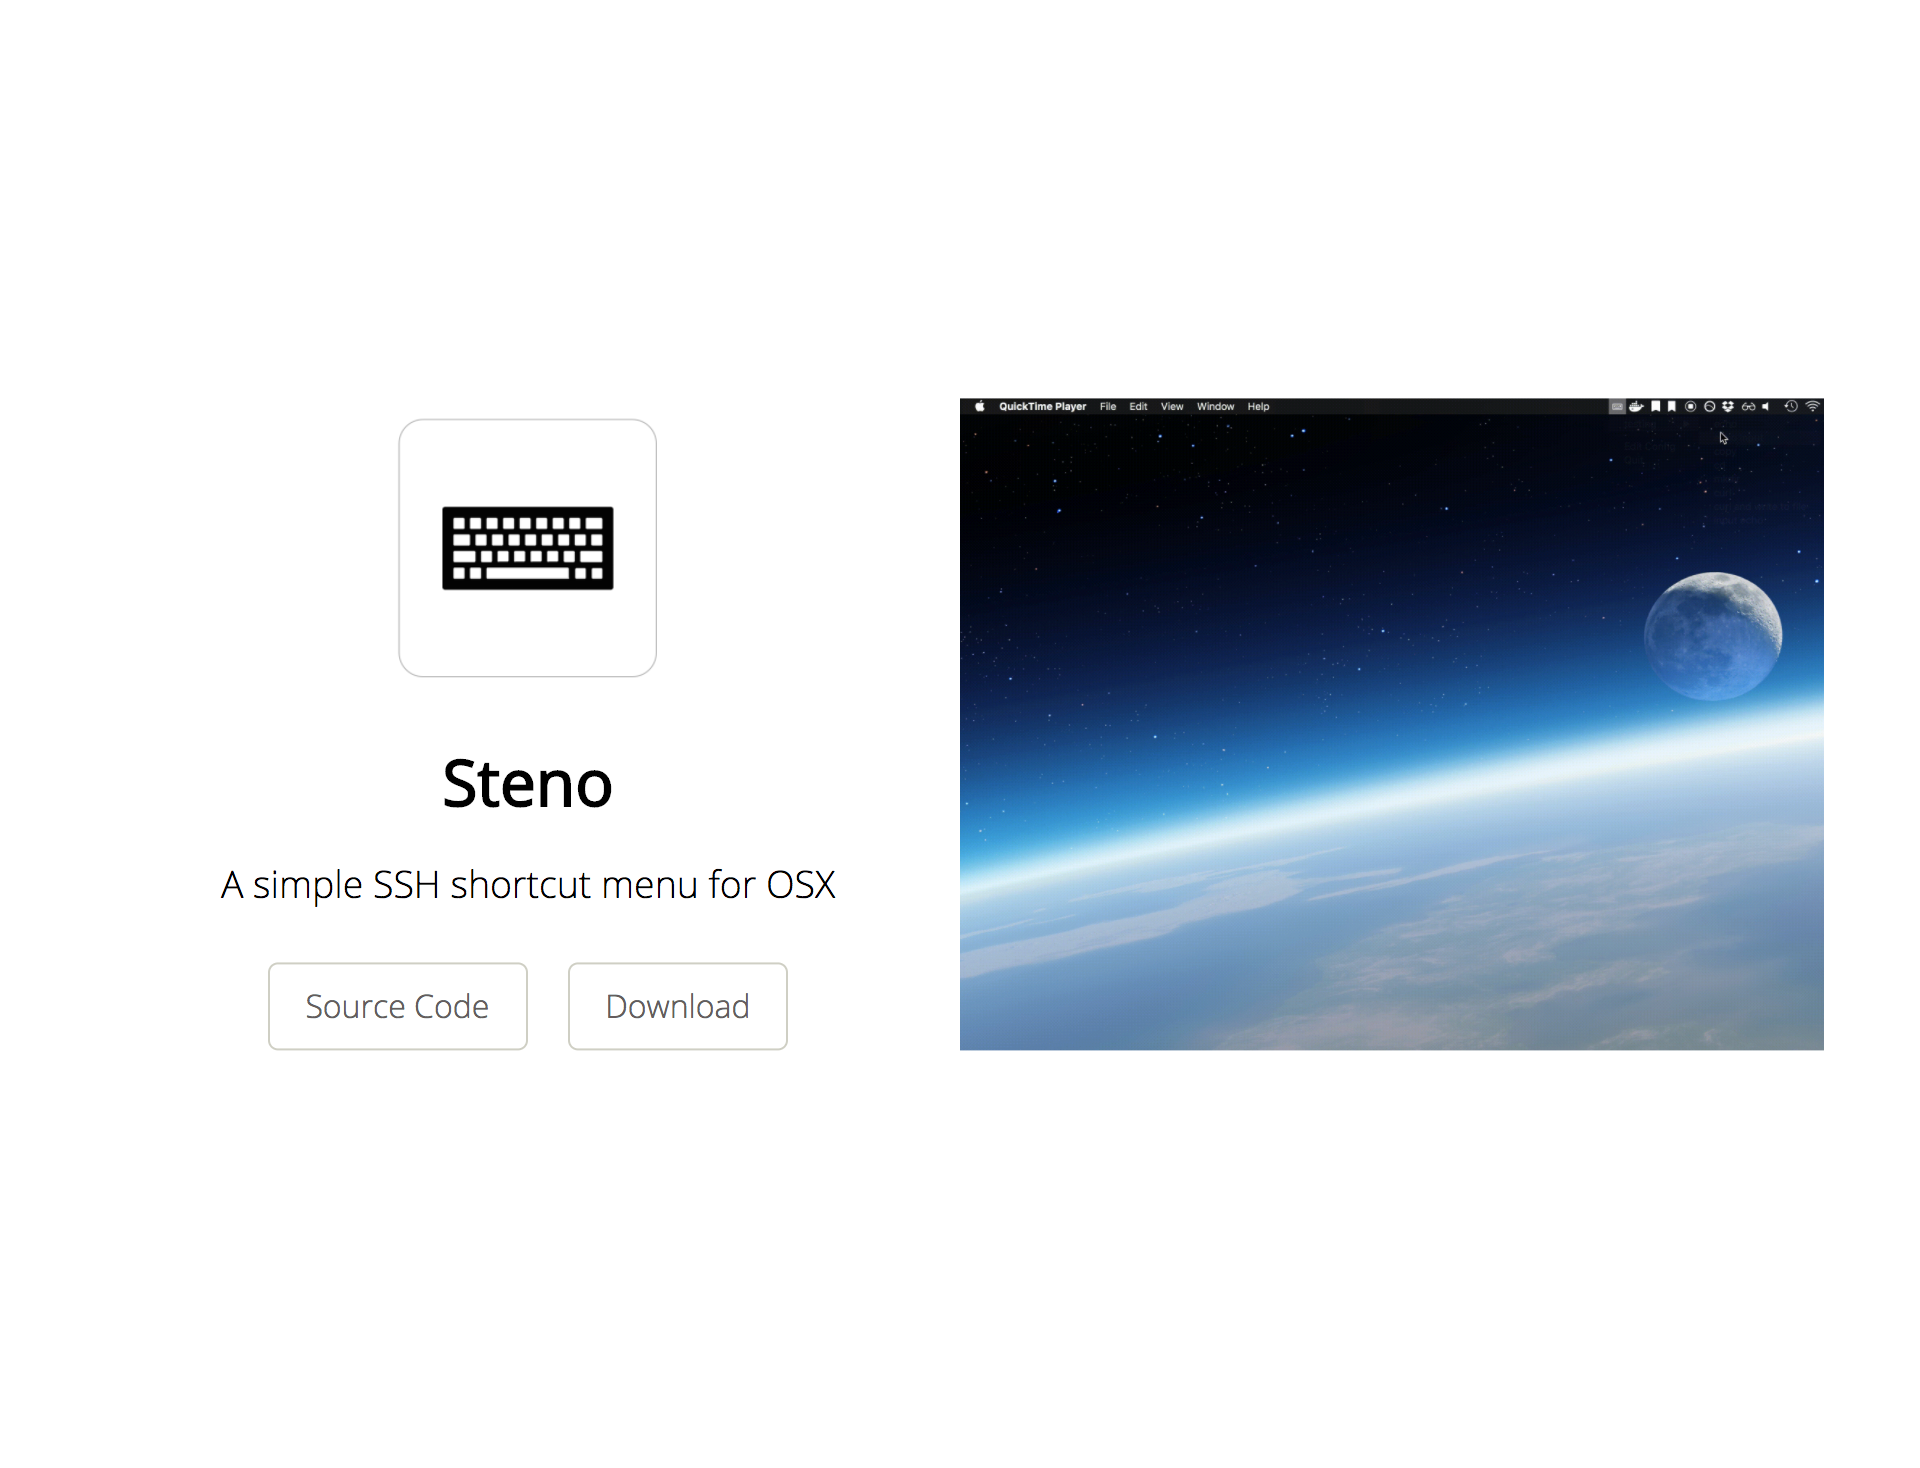 Steno
A simple SSH shortcut menu for OSX
Source Code
Download
QuickTime Player File Edit View Window Help